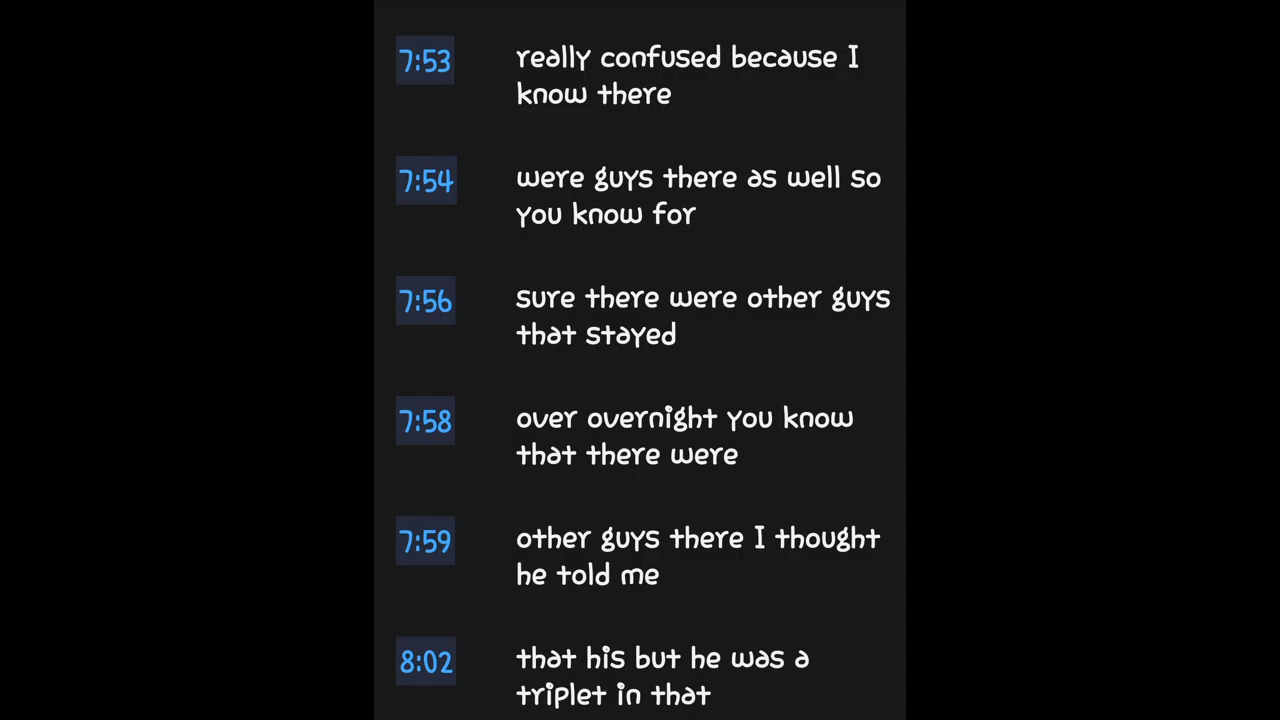 7:53
really confused because I
know there
7:54
were guys there as well so
you know for
7:56
sure there were other guys
that stayed
7:58
over overnight you know
that there were
7:59
other guys there I thought
he told me
8:02
that his but he was a
triplet in that